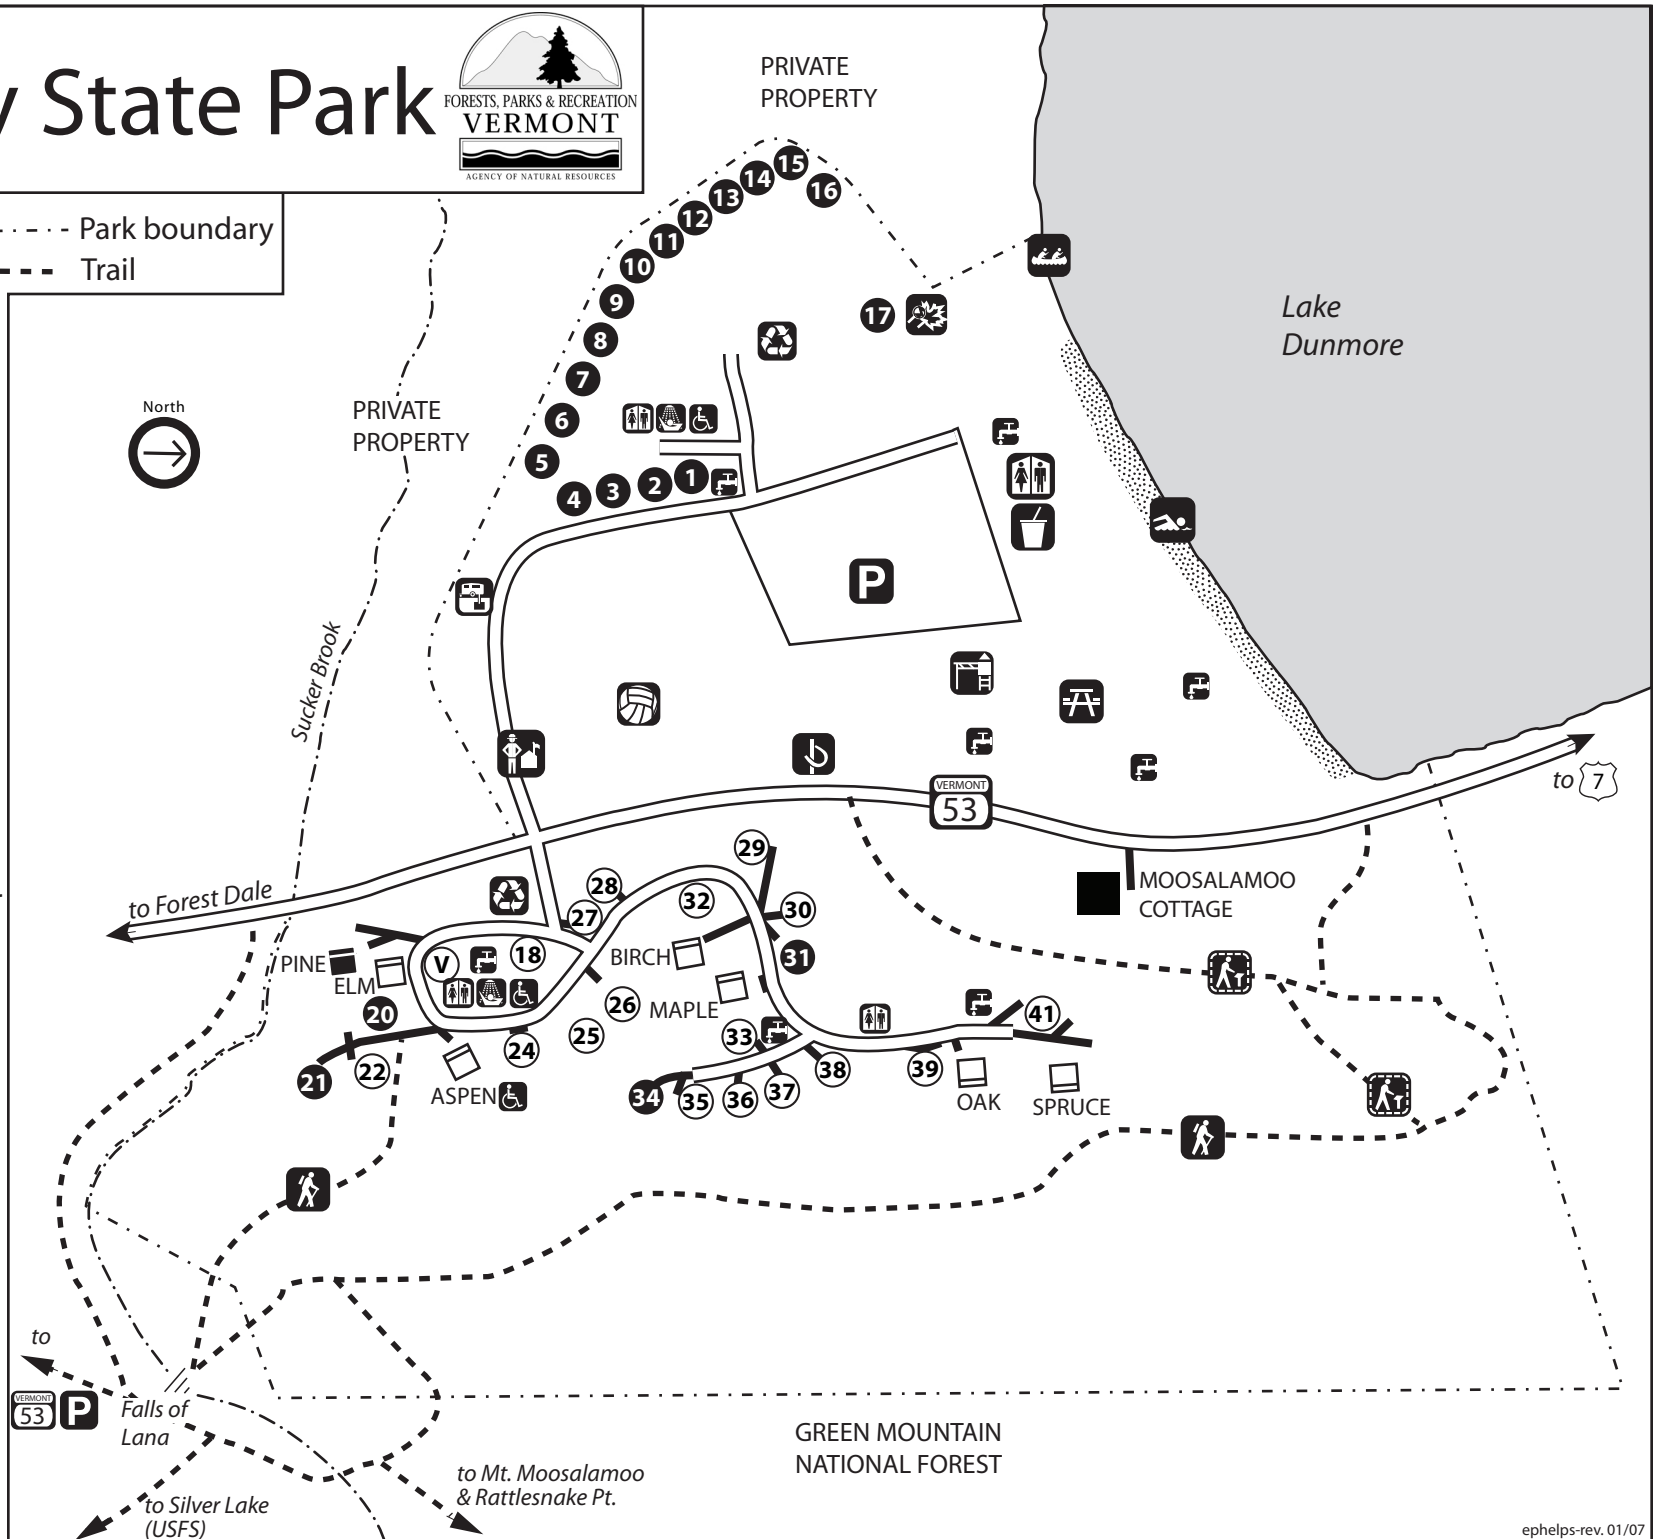 State Park
FORESTS, PARKS & RECREATION
VERMONT
AGENCY OF NATURAL RESOURCES
Park boundary
Trail
PRIVATE
PROPERTY
15
14
16
13
12
11
10
9
17
8
7
6
5
4
3
2
1
Lake
Dunmore
North
PRIVATE
PROPERTY
P
Sucker Brook
VERMONT
53
to 7
to Forest Dale
MOOSALAMOO
COTTAGE
29
28
32
30
27
18
BIRCH
31
PINE
V
ELM
MAPLE
26
20
25
33
41
24
38
39
22
21
ASPEN
34
35
36
37
OAK
SPRUCE
to
VERMONT
53
P
Falls of
Lana
GREEN MOUNTAIN
NATIONAL FOREST
to Mt. Moosalamoo
& Rattlesnake Pt.
to Silver Lake
(USFS)
ephelps-rev. 01/07